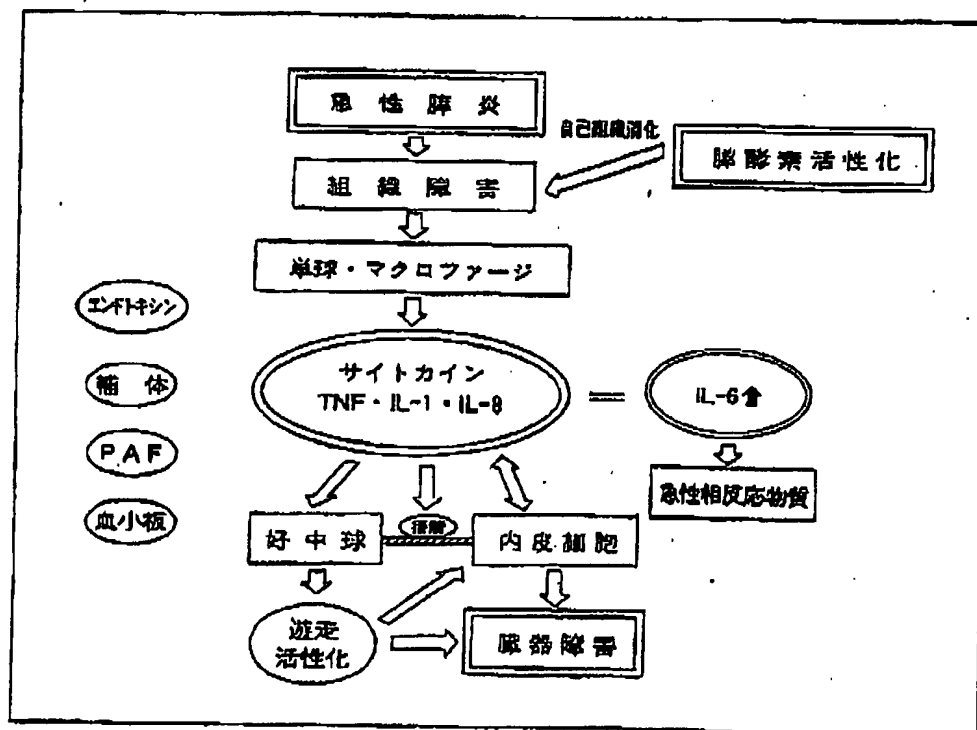 急性膵炎
自己組織消化
膵酵素活性化
組織障害
単球・マクロファージ
エンドトキシン
補体
PAF
血小板
サイトカイン
TNF・IL-1・IL-8
IL-6
急性相反応物質
好中球
接着
内皮細胞
遊走
活性化
臓器障害